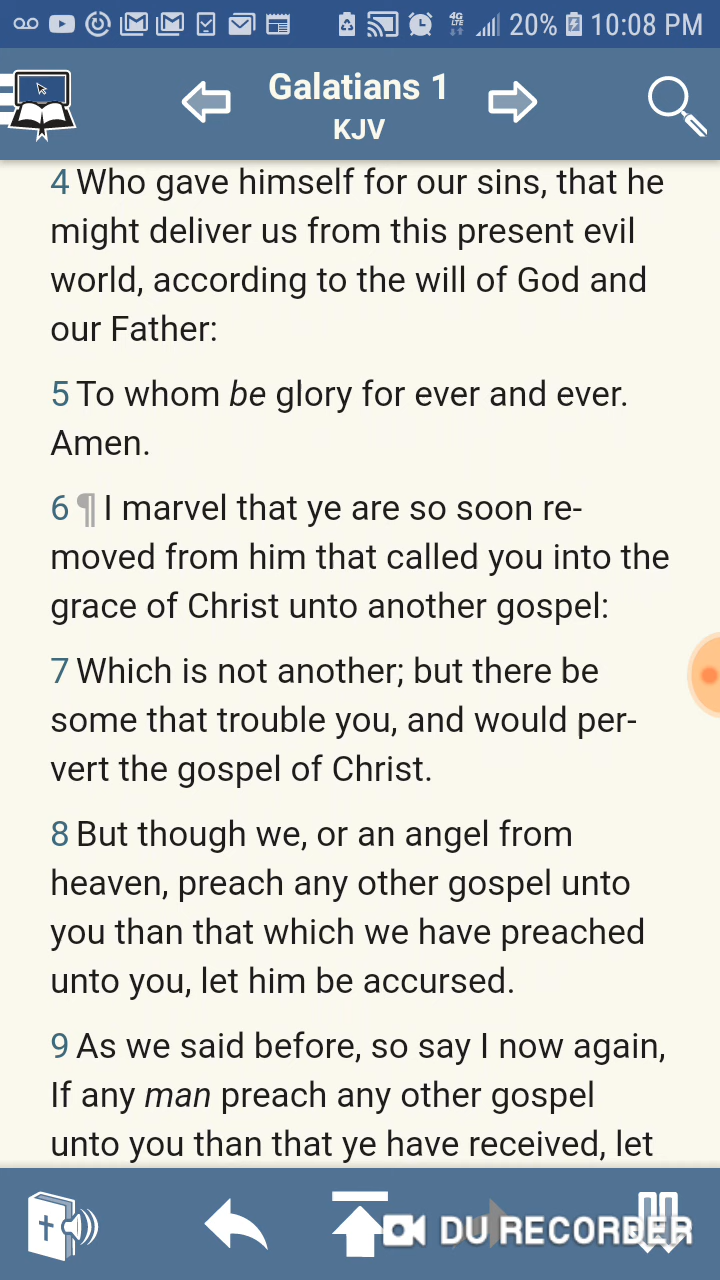 4G
LTE
20%
10:08 PM
Galatians 1
KJV
4 Who gave himself for our sins, that he
might deliver us from this present evil
world, according to the will of God and
our Father:
5 To whom be glory for ever and ever.
Amen.
6 ¶ I marvel that ye are so soon re-
moved from him that called you into the
grace of Christ unto another gospel:
7 Which is not another; but there be
some that trouble you, and would per-
vert the gospel of Christ.
8 But though we, or an angel from
heaven, preach any other gospel unto
you than that which we have preached
unto you, let him be accursed.
9 As we said before, so say I now again,
If any man preach any other gospel
unto you than that ye have received, let
DU RECORDER